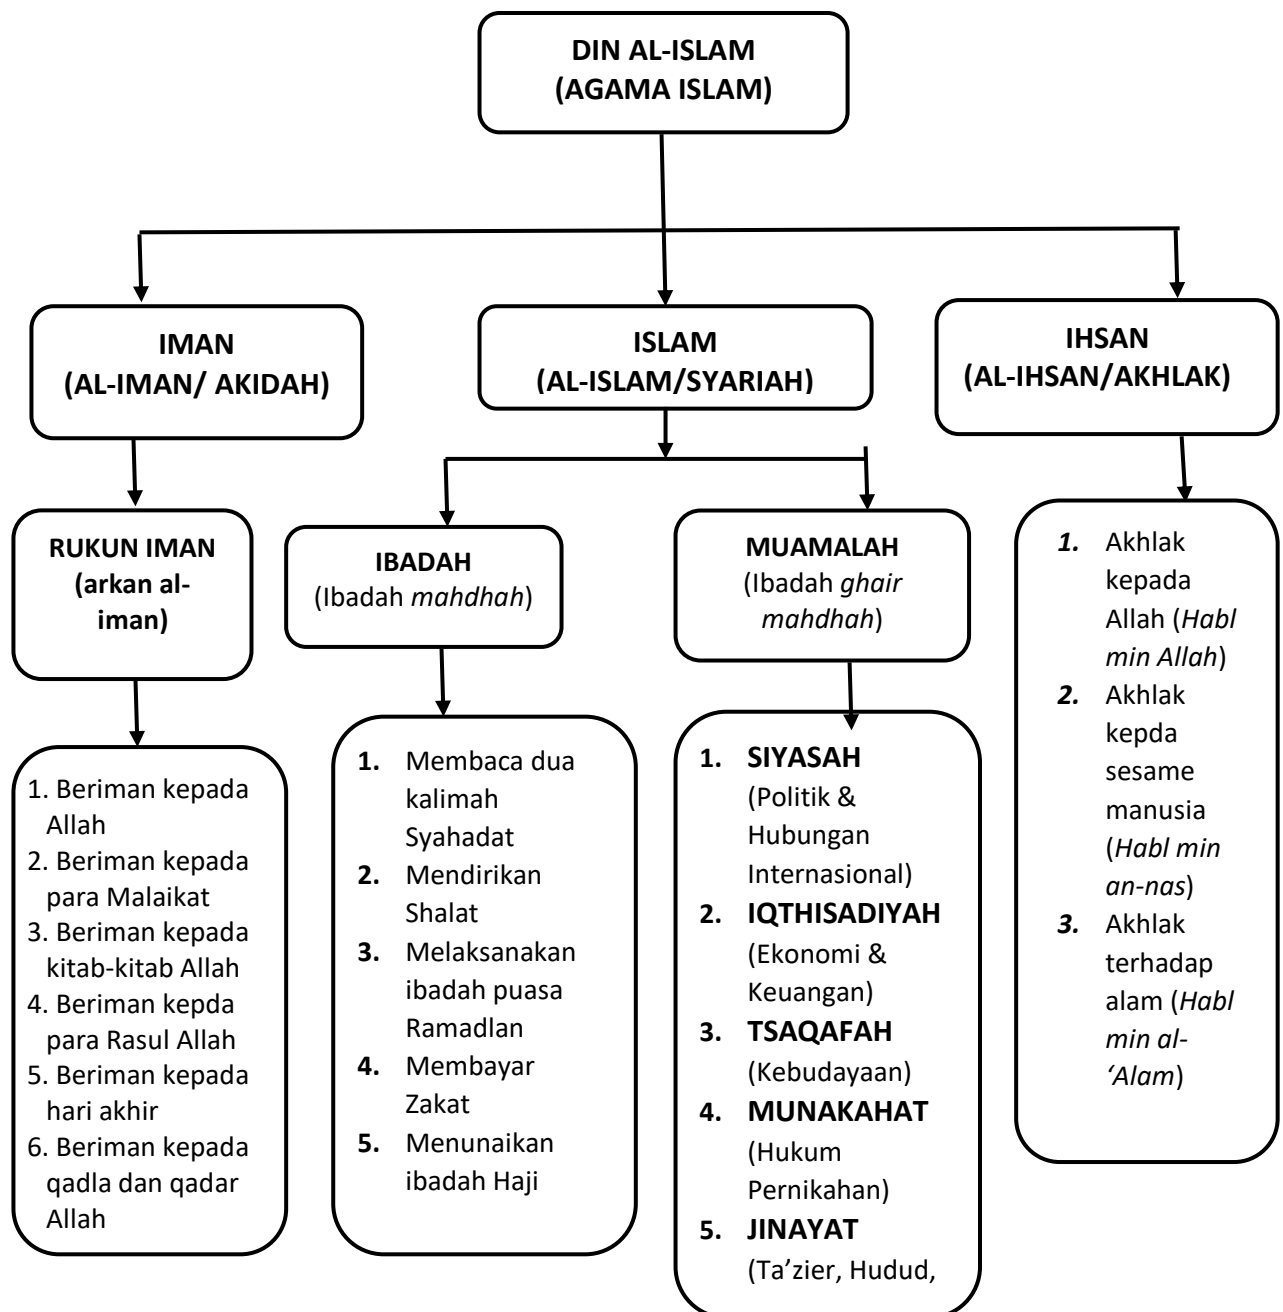 DIN AL-ISLAM
(AGAMA ISLAM)
IMAN
(AL-IMAN/ AKIDAH)
ISLAM
(AL-ISLAM/SYARIAH)
IHSAN
(AL-IHSAN/AKHLAK)
RUKUN IMAN
(arkan al-
iman)
IBADAH
(Ibadah mahdhah)
MUAMALAH
(Ibadah ghair
mahdhah)
1. Beriman kepada
Allah
2. Beriman kepada
para Malaikat
3. Beriman kepada
kitab-kitab Allah
4. Beriman kepda
para Rasul Allah
5. Beriman kepada
hari akhir
6. Beriman kepada
qadla dan qadar
Allah
1. Membaca dua
kalimah
Syahadat
2. Mendirikan
Shalat
3. Melaksanakan
ibadah puasa
Ramadlan
4. Membayar
Zakat
5. Menunaikan
ibadah Haji
1. SIYASAH
(Politik &
Hubungan
Internasional)
2. IQTHISADIYAH
(Ekonomi &
Keuangan)
3. TSAQAFAH
(Kebudayaan)
4. MUNAKAHAT
(Hukum
Pernikahan)
5. JINAYAT
(Ta’zier, Hudud,
1. Akhlak
kepada
Allah (Habl
min Allah)
2. Akhlak
kepda
sesame
manusia
(Habl min
an-nas)
3. Akhlak
terhadap
alam (Habl
min al-
‘Alam)